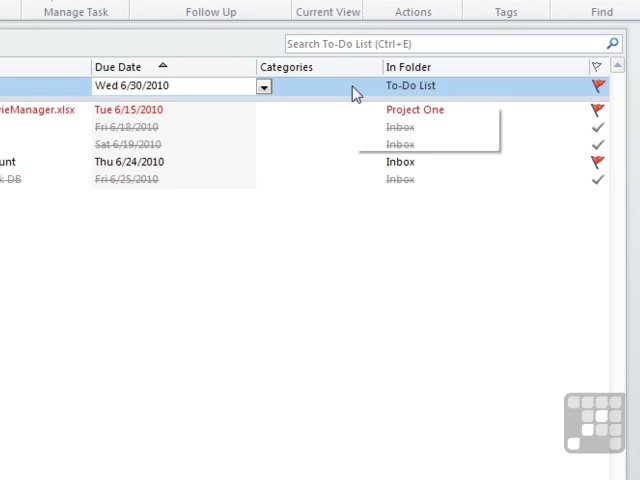 Manage Task Follow Up Current View Actions Tags Find
Search To-Do List (Ctrl+E)
Due Date Categories In Folder
Wed 6/30/2010 To-Do List
ieManager.xlsx Tue 6/15/2010 Project One
Fri 6/18/2010 Inbox
Sat 6/19/2010 Inbox
unt Thu 6/24/2010 Inbox
k DB Fri 6/25/2010 Inbox